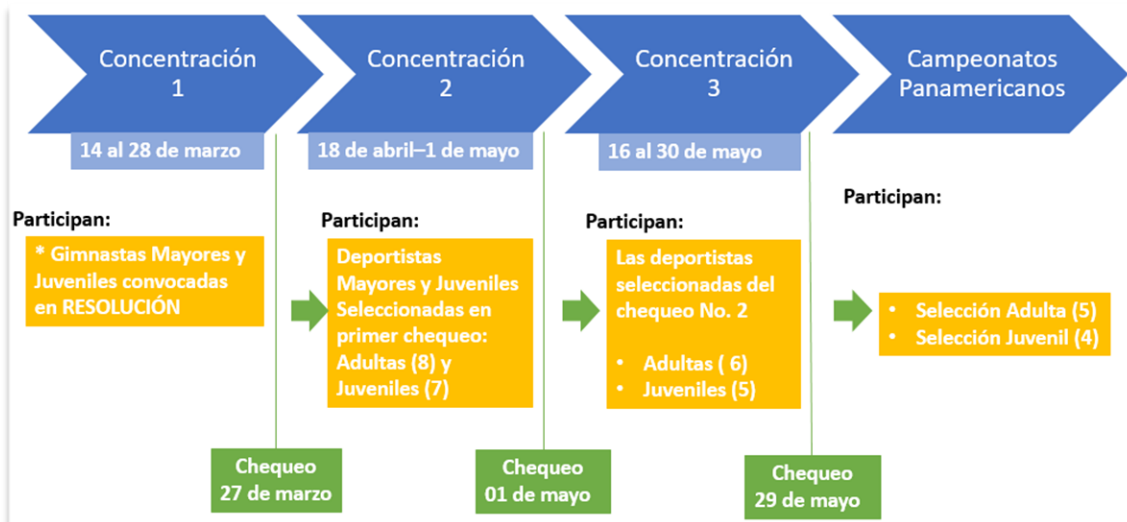 Concentración
1
Concentración
2
Concentración
3
Campeonatos
Panamericanos
14 al 28 de marzo
18 de abril–1 de mayo
16 al 30 de mayo
Participan:
* Gimnastas Mayores y
Juveniles convocadas
en RESOLUCIÓN
Participan:
Deportistas
Mayores y Juveniles
Seleccionadas en
primer chequeo:
Adultas (8) y
Juveniles (7)
Participan:
Las deportistas
seleccionadas del
chequeo No. 2
• Adultas ( 6)
• Juveniles (5)
Participan:
• Selección Adulta (5)
• Selección Juvenil (4)
Chequeo
27 de marzo
Chequeo
01 de mayo
Chequeo
29 de mayo